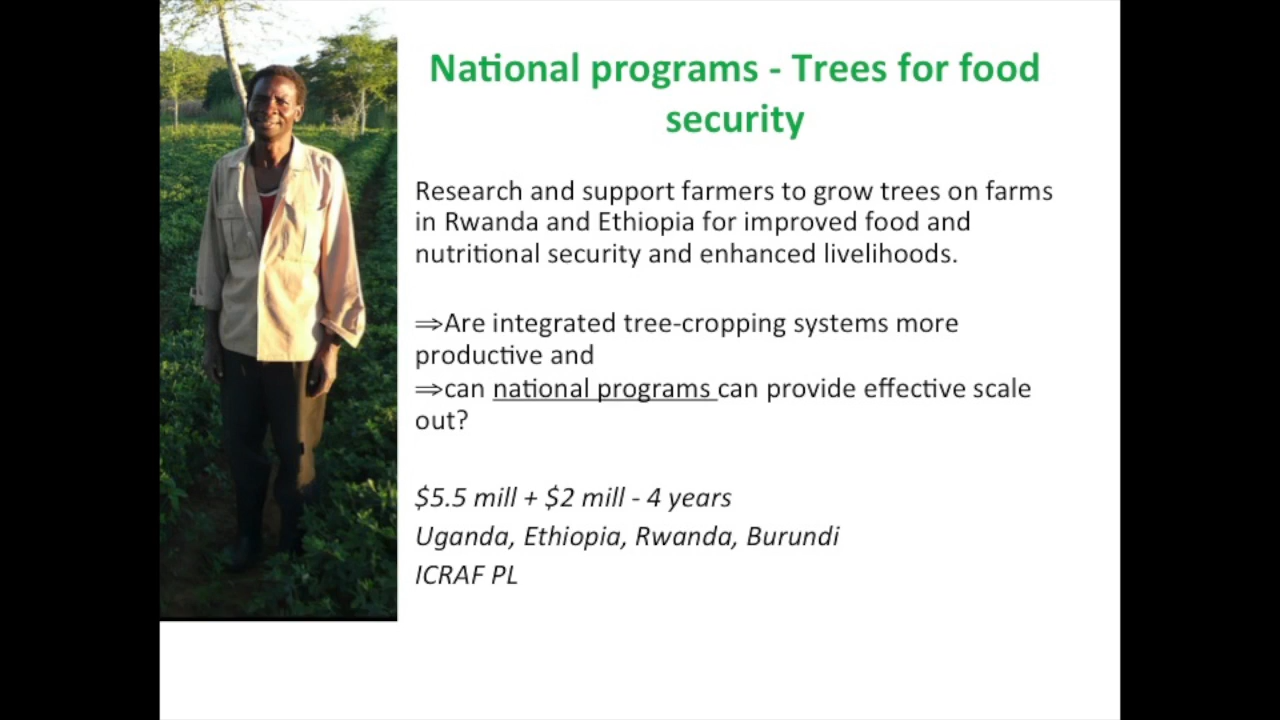 National programs - Trees for food
security
Research and support farmers to grow trees on farms
in Rwanda and Ethiopia for improved food and
nutritional security and enhanced livelihoods.
⇒Are integrated tree-cropping systems more
productive and
⇒can national programs can provide effective scale
out?
$5.5 mill + $2 mill - 4 years
Uganda, Ethiopia, Rwanda, Burundi
ICRAF PL